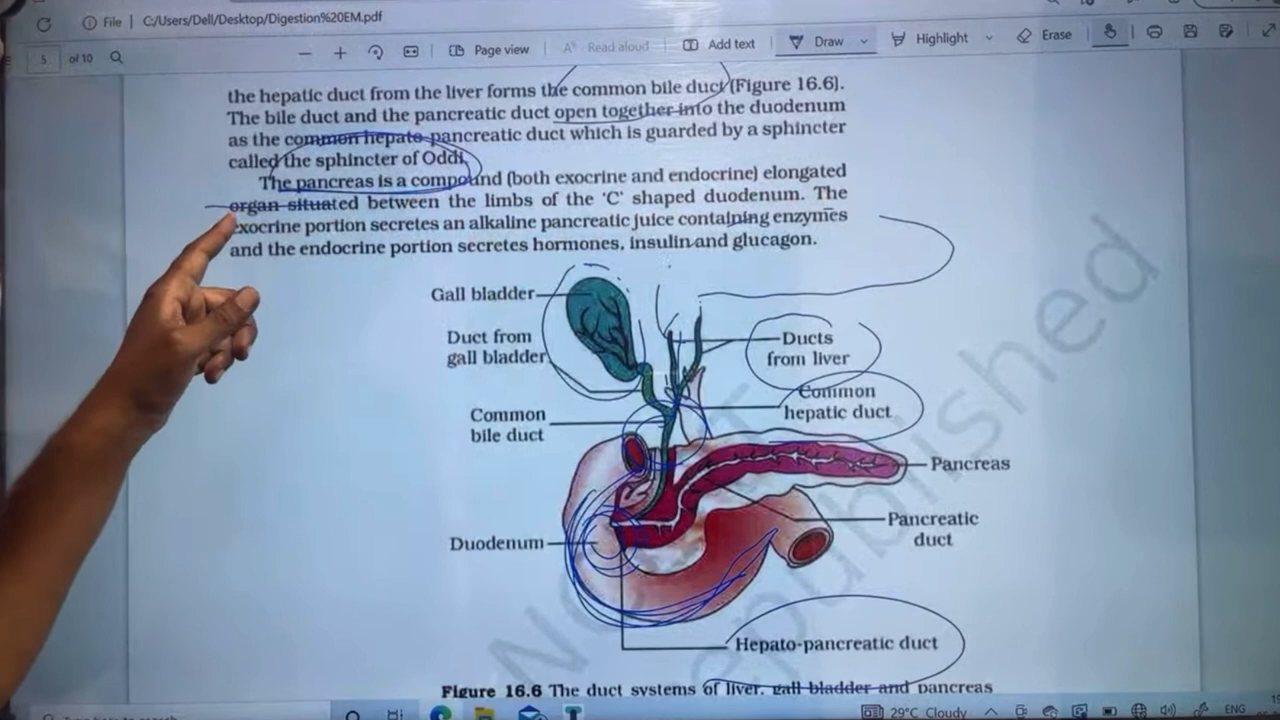 File | C:/Users/Dell/Desktop/Digestion%20EM.pdf
5 of 10 Page view Read aloud Add text Draw Highlight Erase
the hepatic duct from the liver forms the common bile duct (Figure 16.6).
The bile duct and the pancreatic duct open together into the duodenum
as the common hepato-pancreatic duct which is guarded by a sphincter
called the sphincter of Oddi.
The pancreas is a compound (both exocrine and endocrine) elongated
organ situated between the limbs of the 'C' shaped duodenum. The
exocrine portion secretes an alkaline pancreatic juice containing enzymes
and the endocrine portion secretes hormones, insulin and glucagon.
Gall bladder
Duct from
gall bladder
Ducts
from liver
Common
hepatic duct
Common
bile duct
Pancreas
Pancreatic
duct
Duodenum
Hepato-pancreatic duct
Figure 16.6 The duct systems of liver, gall bladder and pancreas
29°C Cloudy ENG